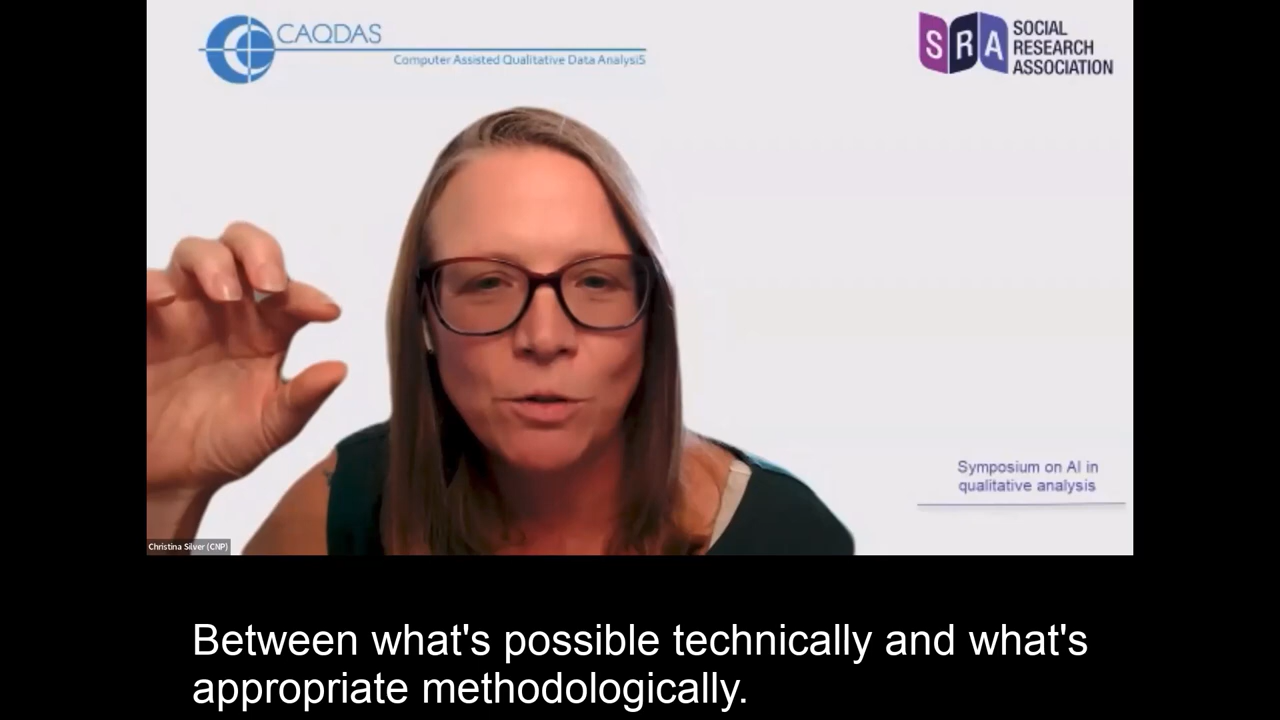 CAQDAS
Computer Assisted Qualitative Data AnalysiS
SRA
SOCIAL
RESEARCH
ASSOCIATION
Symposium on AI in
qualitative analysis
Christina Silver (CNP)
Between what's possible technically and what's
appropriate methodologically.